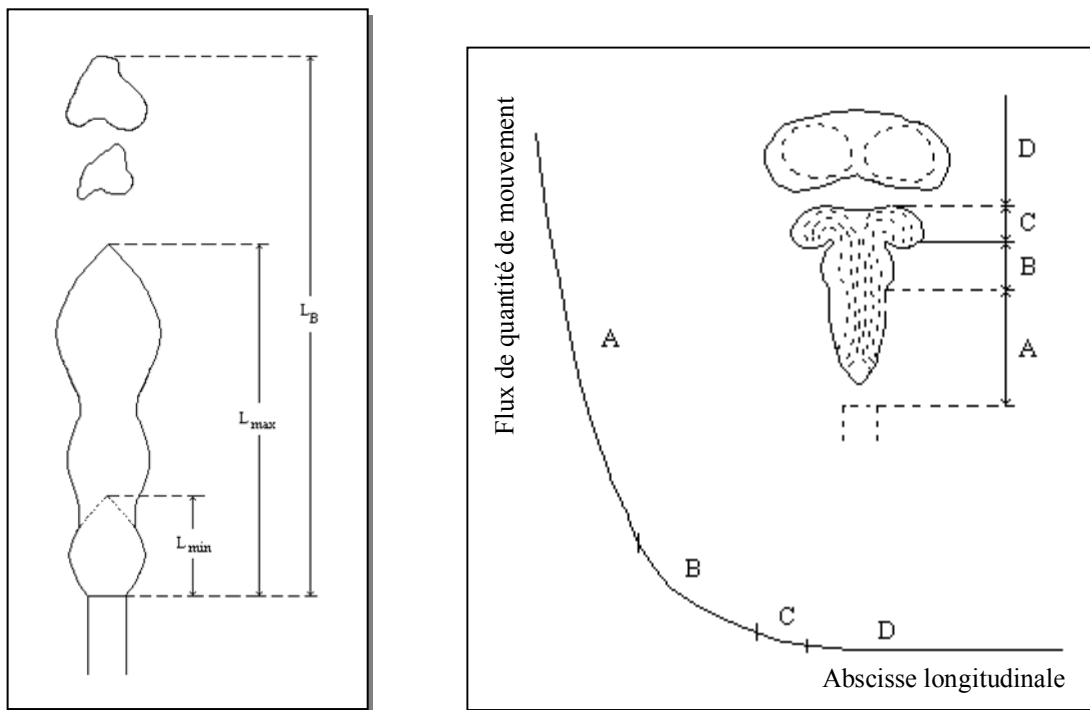 L_B
L_max
L_min
Flux de quantité de mouvement
A
B
C
D
D
C
B
A
Abscisse longitudinale